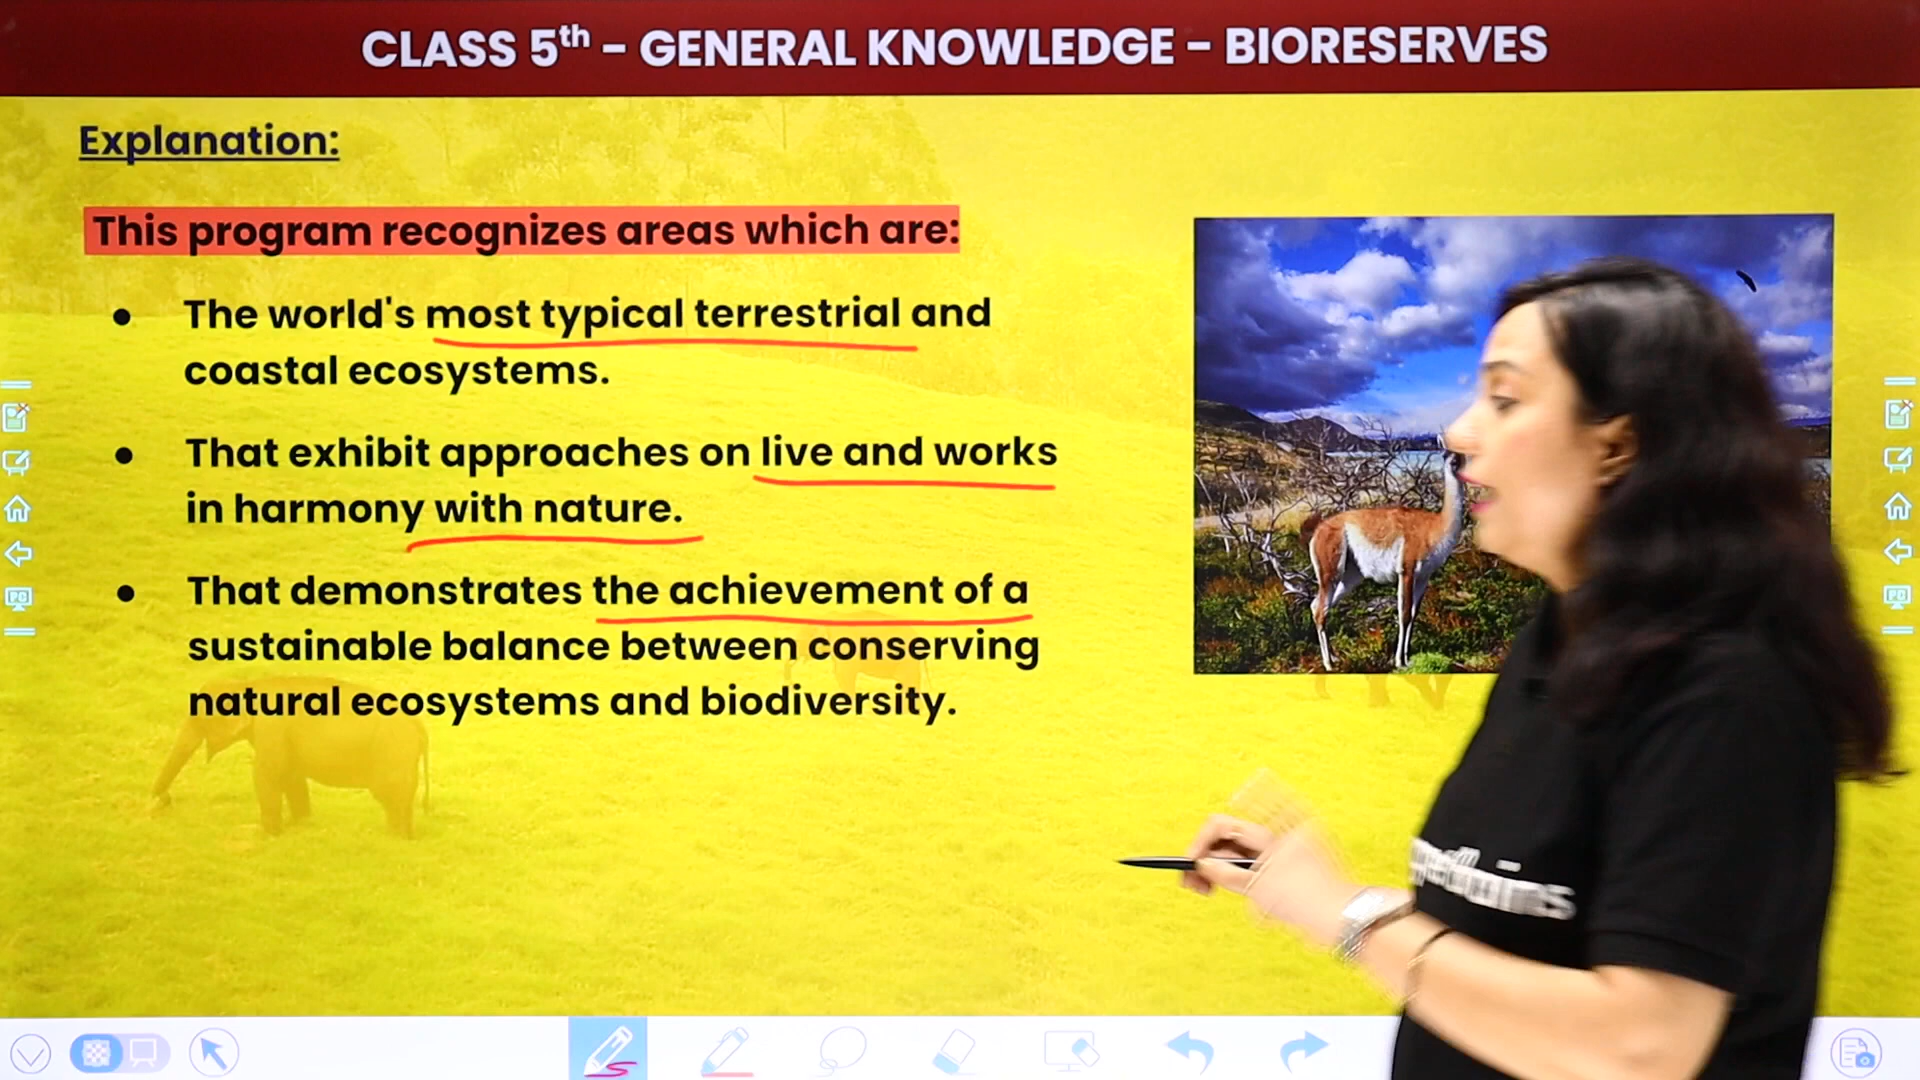 CLASS 5th – GENERAL KNOWLEDGE – BIORESERVES
Explanation:
This program recognizes areas which are:
● The world's most typical terrestrial and
coastal ecosystems.
● That exhibit approaches on live and works
in harmony with nature.
● That demonstrates the achievement of a
sustainable balance between conserving
natural ecosystems and biodiversity.
PC
PC